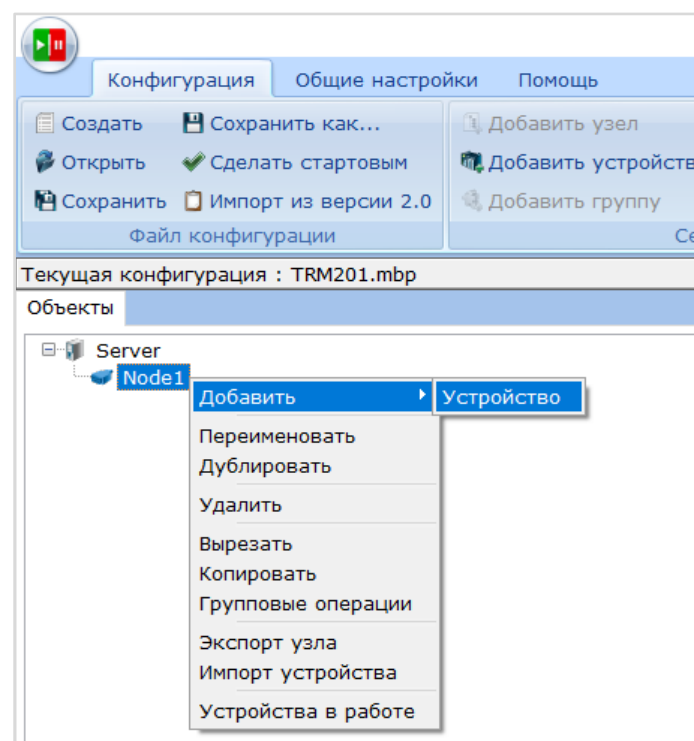 Конфигурация Общие настройки Помощь
Создать Сохранить как... Добавить узел
Открыть Сделать стартовым Добавить устройств
Сохранить Импорт из версии 2.0 Добавить группу
Файл конфигурации Се
Текущая конфигурация : TRM201.mbp
Объекты
Server
Node1
Добавить Устройство
Переименовать
Дублировать
Удалить
Вырезать
Копировать
Групповые операции
Экспорт узла
Импорт устройства
Устройства в работе